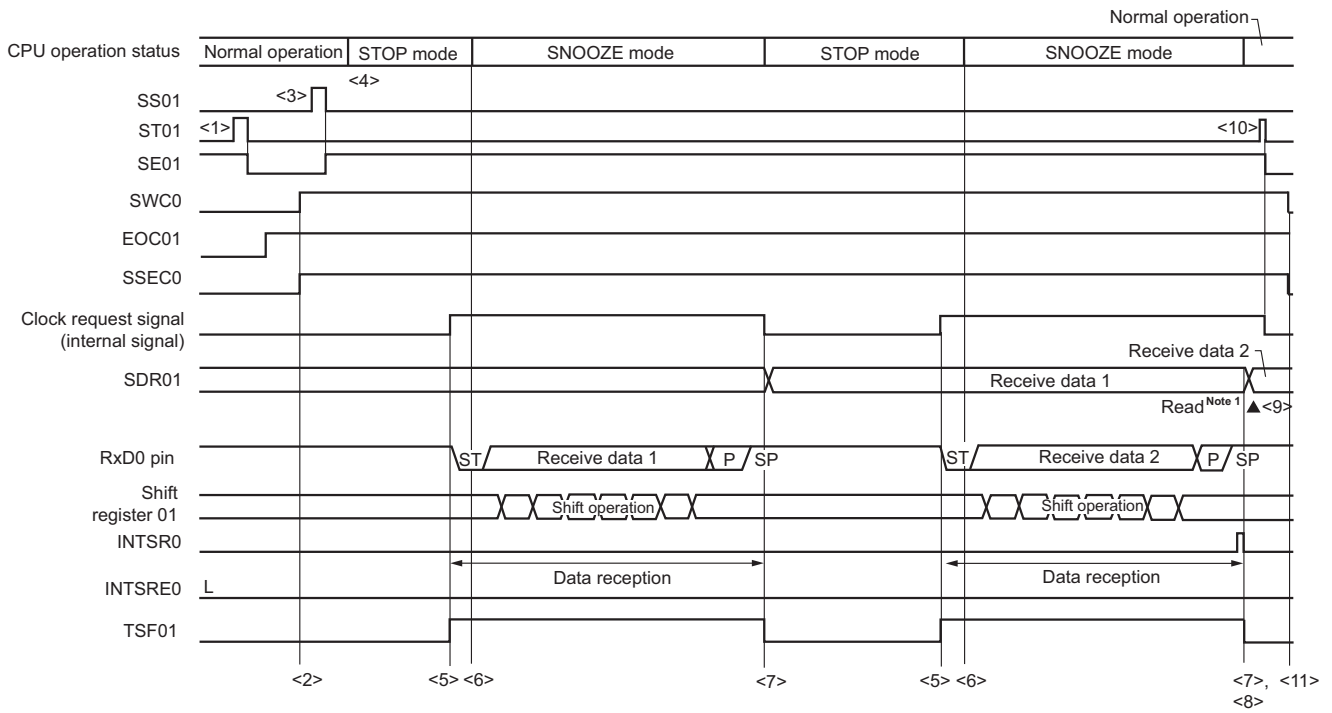 Normal operation
CPU operation status Normal operation STOP mode SNOOZE mode STOP mode SNOOZE mode
<4>
SS01 <3>
ST01 <1> <10>
SE01
SWC0
EOC01
SSEC0
Clock request signal
(internal signal)
Receive data 2
SDR01 Receive data 1
Read Note 1 ▲<9>
RxD0 pin ST Receive data 1 P SP ST Receive data 2 P SP
Shift
register 01 Shift operation Shift operation
INTSR0
Data reception Data reception
INTSRE0 L
TSF01
<2> <5> <6> <7> <5> <6> <7>, <11>
<8>